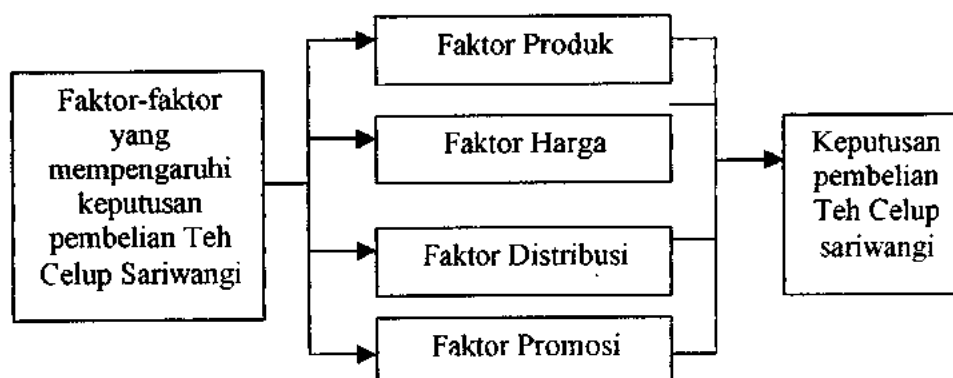 Faktor-faktor
yang
mempengaruhi
keputusan
pembelian Teh
Celup Sariwangi
Faktor Produk
Faktor Harga
Faktor Distribusi
Faktor Promosi
Keputusan
pembelian
Teh Celup
sariwangi